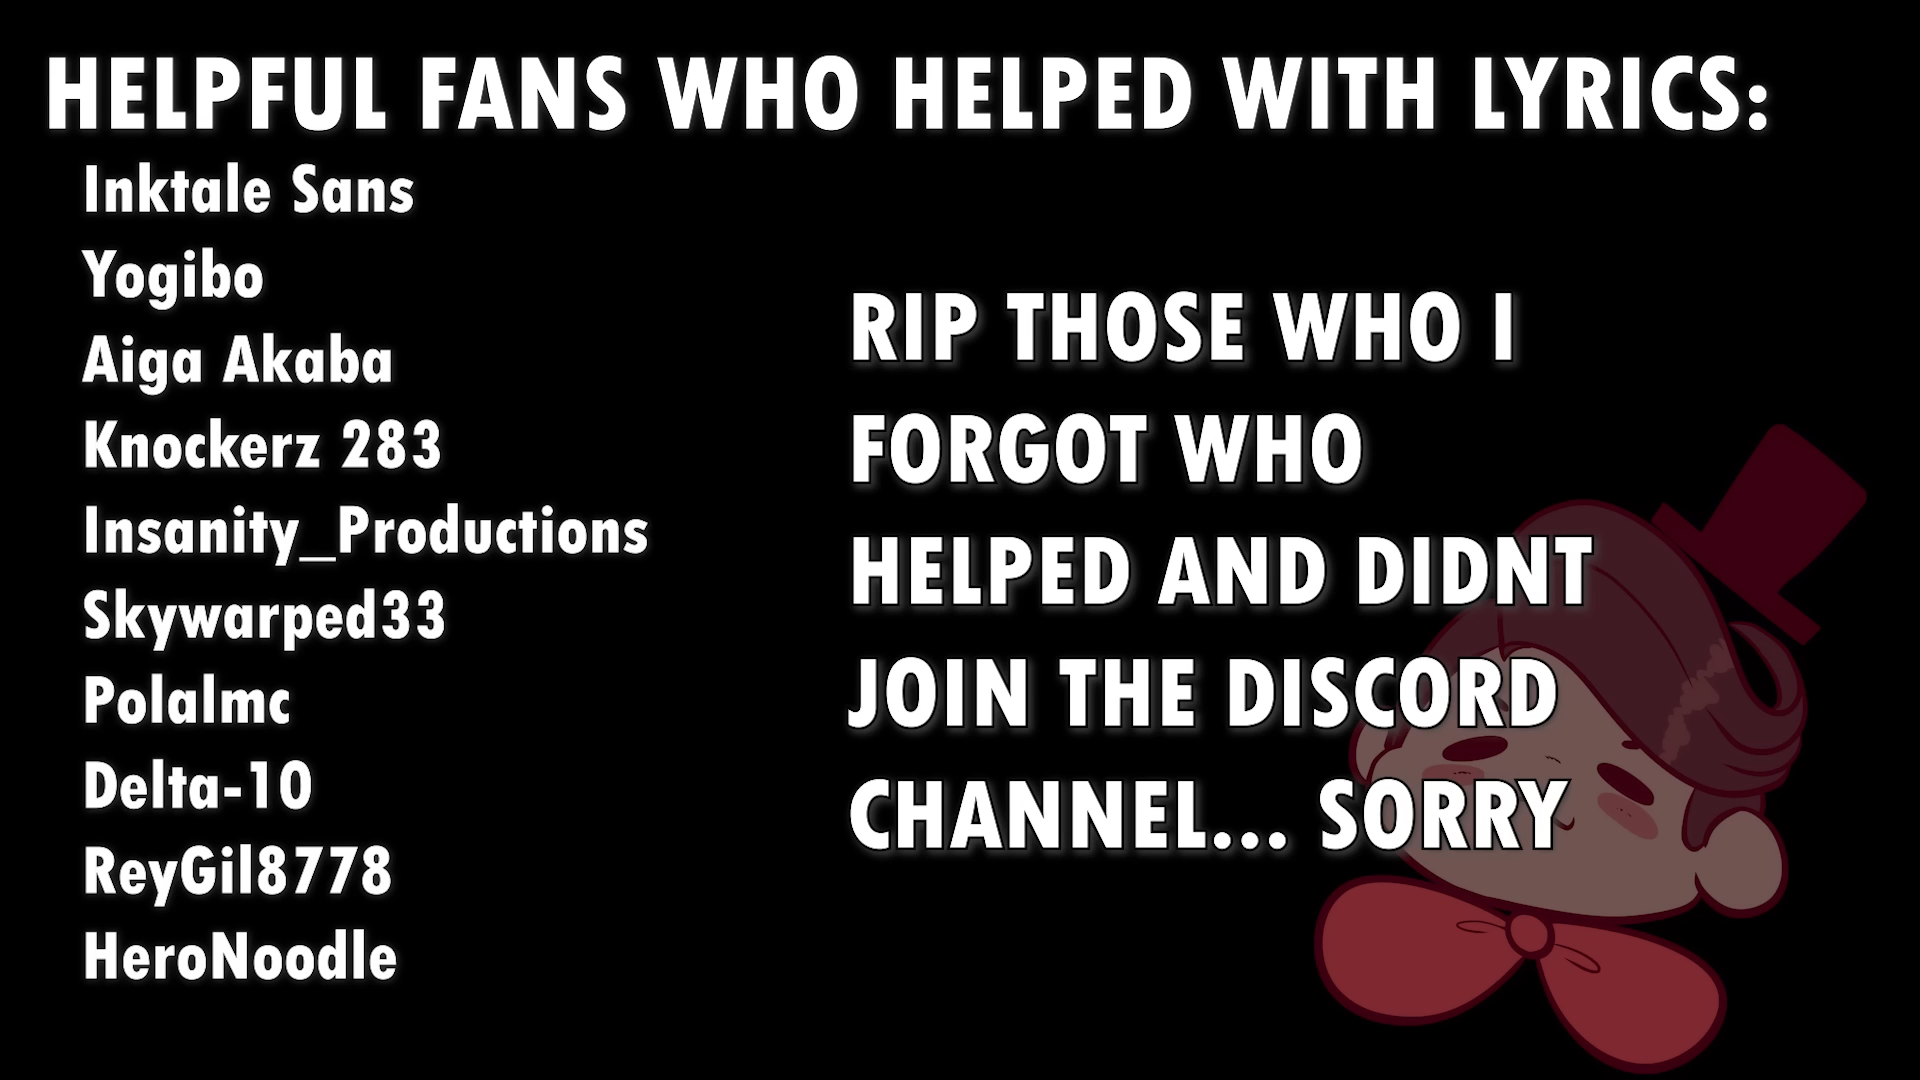 HELPFUL FANS WHO HELPED WITH LYRICS:
Inktale Sans
Yogibo
Aiga Akaba
Knockerz 283
Insanity_Productions
Skywarped33
Polalmc
Delta-10
ReyGil8778
HeroNoodle
RIP THOSE WHO I
FORGOT WHO
HELPED AND DIDNT
JOIN THE DISCORD
CHANNEL... SORRY